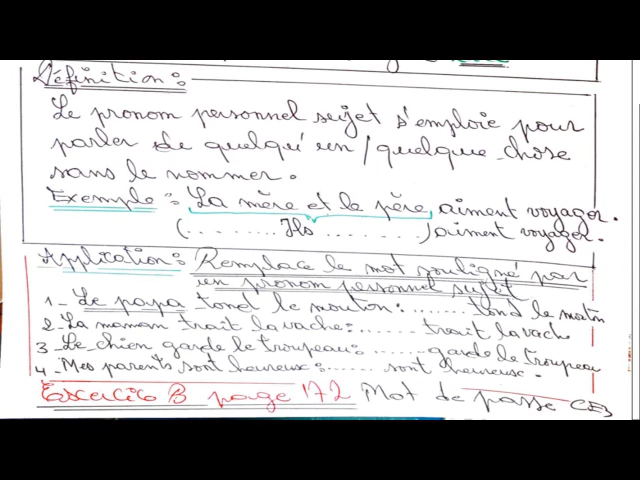 Définition :
Le pronom personnel sujet s'emploie pour
parler de quelqu'un / quelque chose
sans le nommer.
Exemple : La mère et le père aiment voyager.
(......... Ils .........) aiment voyager.
Application : Remplace le mot souligné par
un pronom personnel sujet
1 - Le papa tond le mouton : ....... tond le mouton
2 - La maman trait la vache : ....... trait la vache
3 - Le chien garde le troupeau : ....... garde le troupeau
4 - Mes parents sont heureux : ....... sont heureux.
Exercice B page 172 Mot de passe CE3